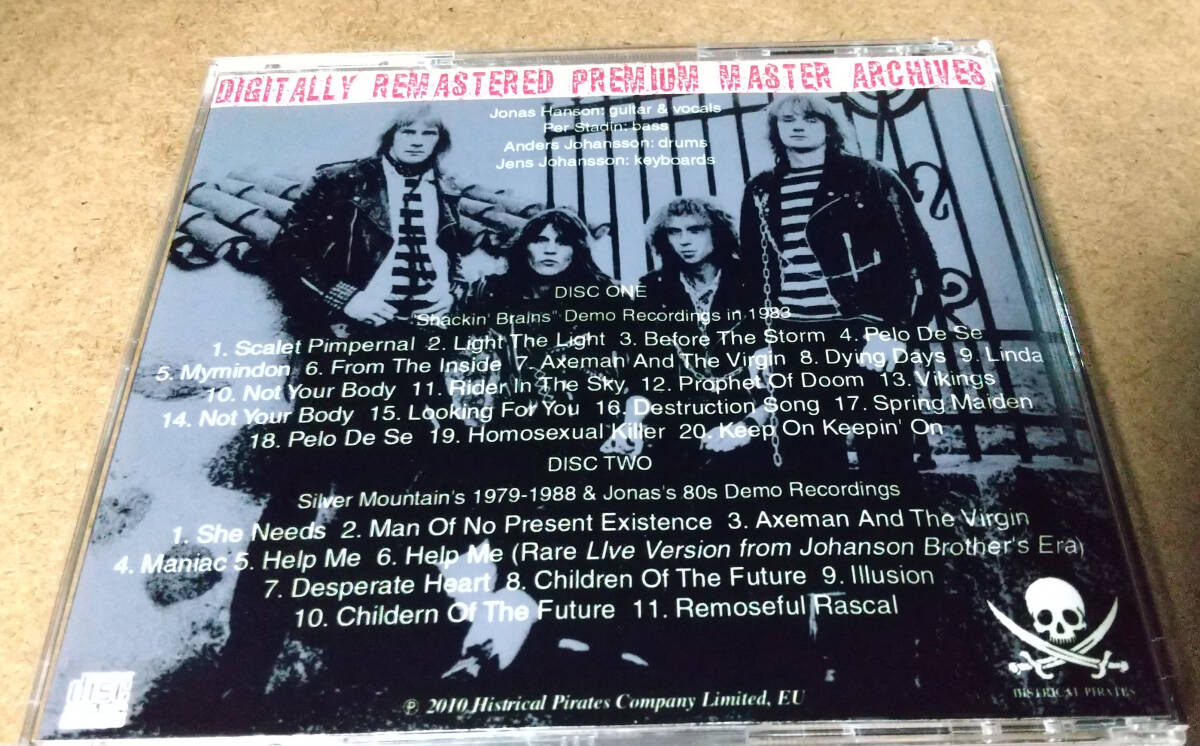 DIGITALLY REMASTERED PREMIUM MASTER ARCHIVES
Jonas Hanson: guitar & vocals
Per Stadin: bass
Anders Johansson: drums
Jens Johansson: keyboards
DISC ONE
"Shackin' Brains" Demo Recordings in 1983
1. Scalet Pimpernal 2. Light The Light 3. Before The Storm 4. Pelo De Se
5. Mymindon 6. From The Inside 7. Axeman And The Virgin 8. Dying Days 9. Linda
10. Not Your Body 11. Rider In The Sky, 12. Prophet Of Doom 13. Vikings
14. Not Your Body 15. Looking For You 16. Destruction Song 17. Spring Maiden
18. Pelo De Se 19. Homosexual Killer 20. Keep On Keepin' On
DISC TWO
Silver Mountain's 1979-1988 & Jonas's 80s Demo Recordings
1. She Needs 2. Man Of No Present Existence 3. Axeman And The Virgin
4. Maniac 5. Help Me 6. Help Me (Rare LIve Version from Johanson Brother's Era)
7. Desperate Heart 8. Children Of The Future 9. Illusion
10. Childern Of The Future 11. Remoseful Rascal
disc
HISTRICAL PIRATES
℗ 2010 Histrical Pirates Company Limited, EU